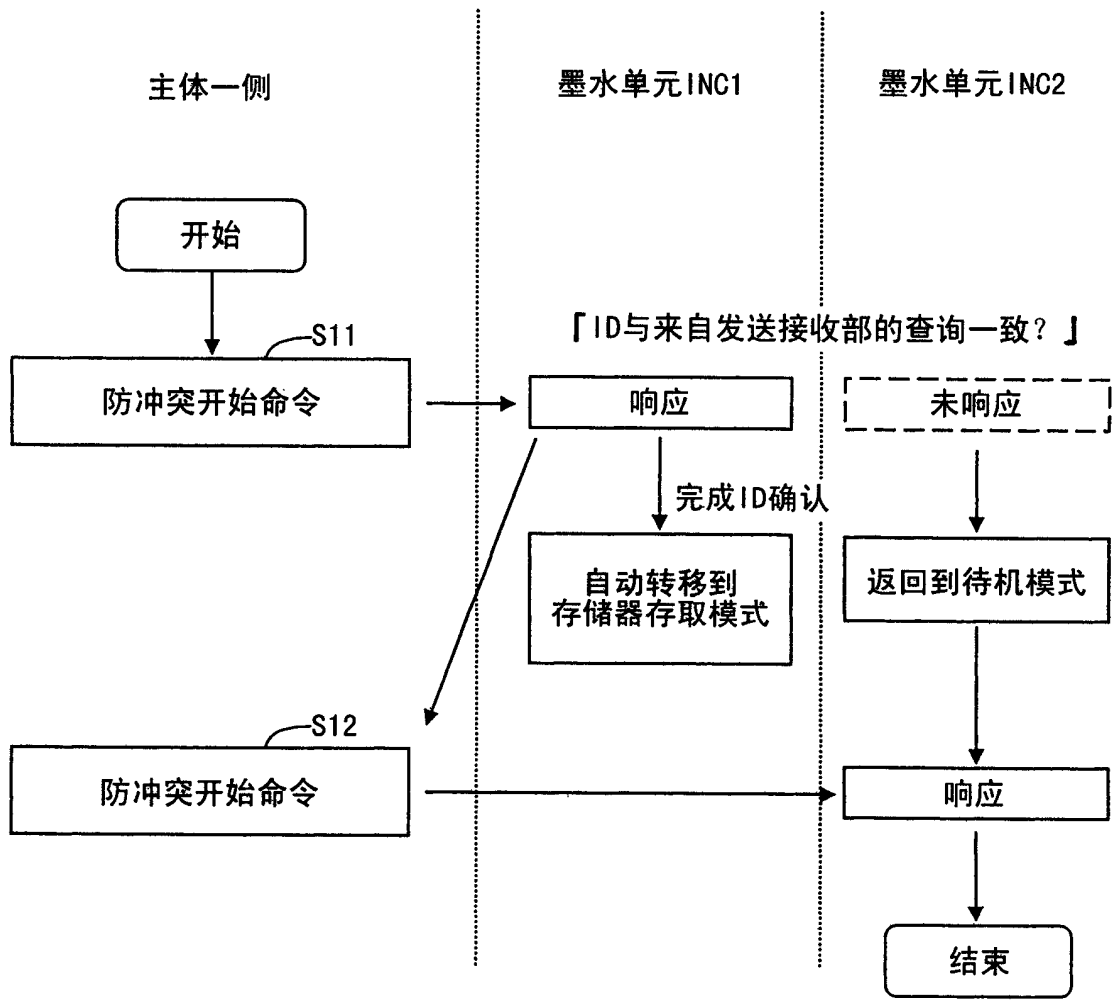 主体一侧
墨水单元INC1
墨水单元INC2
开始
『ID与来自发送接收部的查询一致？』
S11
防冲突开始命令
响应
未响应
完成ID确认
自动转移到
存储器存取模式
返回到待机模式
S12
防冲突开始命令
响应
结束